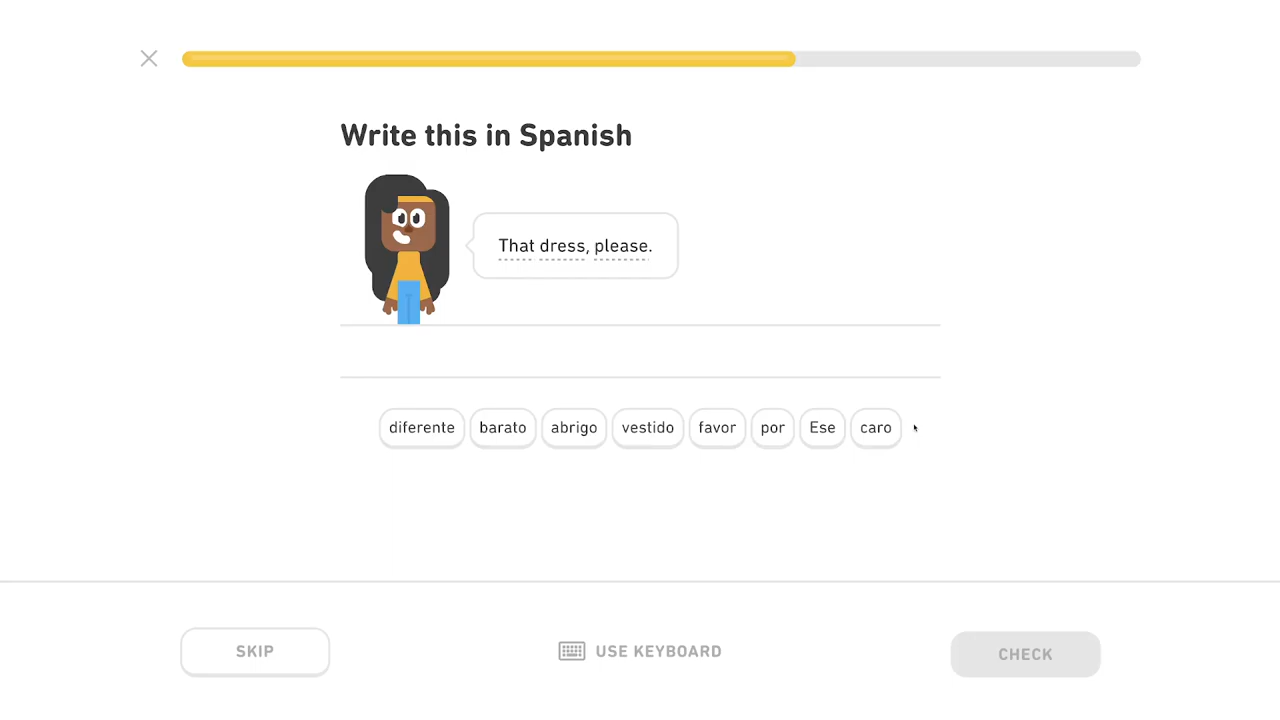 Write this in Spanish
That dress, please.
diferente barato abrigo vestido favor por Ese caro
SKIP USE KEYBOARD CHECK